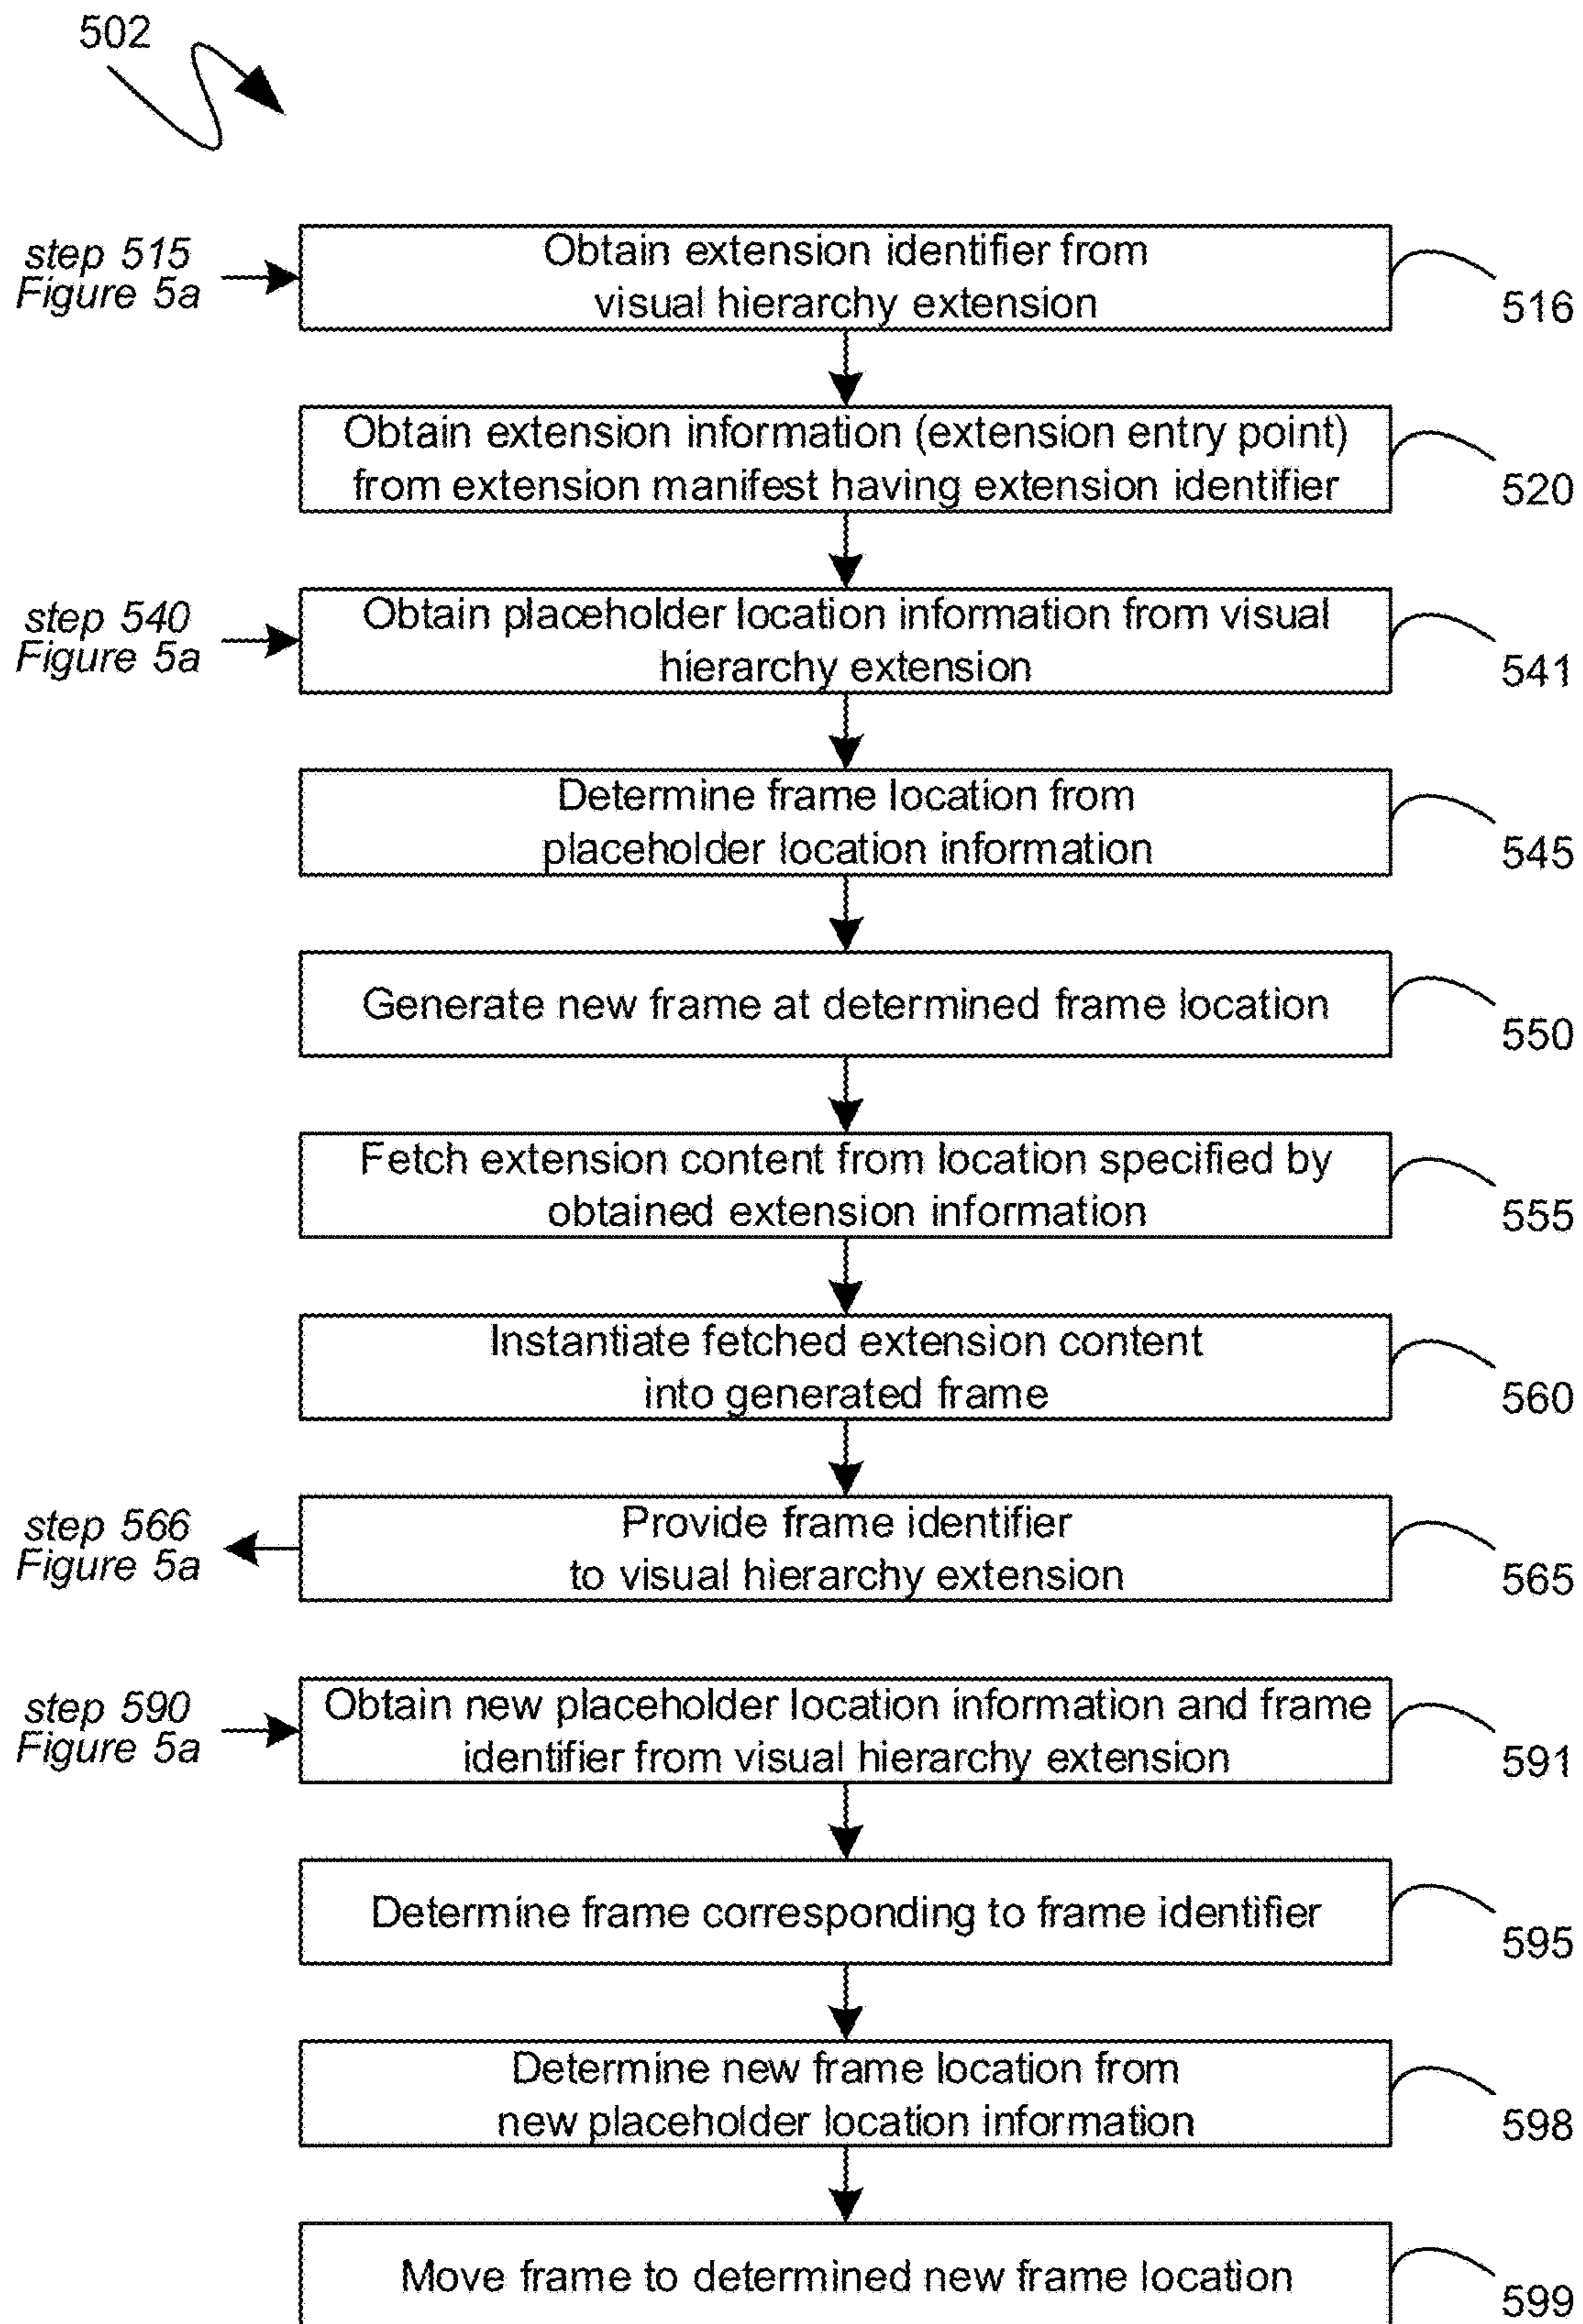 502
step 515
Figure 5a
Obtain extension identifier from
visual hierarchy extension
516
Obtain extension information (extension entry point)
from extension manifest having extension identifier
520
step 540
Figure 5a
Obtain placeholder location information from visual
hierarchy extension
541
Determine frame location from
placeholder location information
545
Generate new frame at determined frame location
550
Fetch extension content from location specified by
obtained extension information
555
Instantiate fetched extension content
into generated frame
560
step 566
Figure 5a
Provide frame identifier
to visual hierarchy extension
565
step 590
Figure 5a
Obtain new placeholder location information and frame
identifier from visual hierarchy extension
591
Determine frame corresponding to frame identifier
595
Determine new frame location from
new placeholder location information
598
Move frame to determined new frame location
599